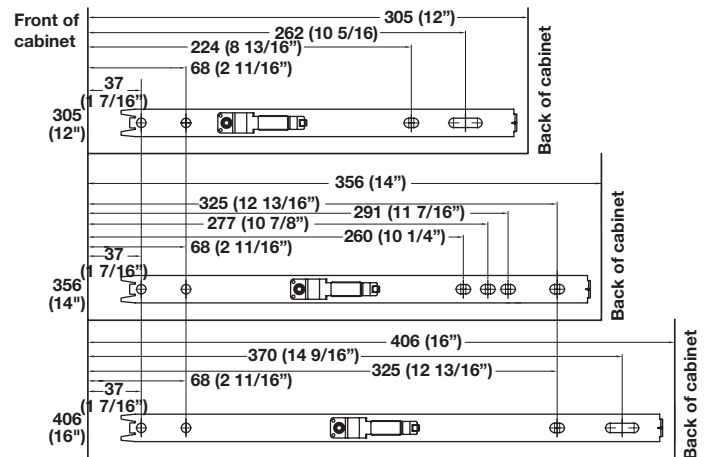 Front of
cabinet
305 (12”)
262 (10 5/16)
224 (8 13/16”)
68 (2 11/16”)
37
(1 7/16”)
305
(12")
Back of cabinet
356 (14”)
325 (12 13/16”)
291 (11 7/16”)
277 (10 7/8”)
260 (10 1/4”)
68 (2 11/16”)
37
(1 7/16”)
356
(14")
Back of cabinet
406 (16”)
370 (14 9/16”)
325 (12 13/16”)
68 (2 11/16”)
37
(1 7/16”)
406
(16")
Back of cabinet